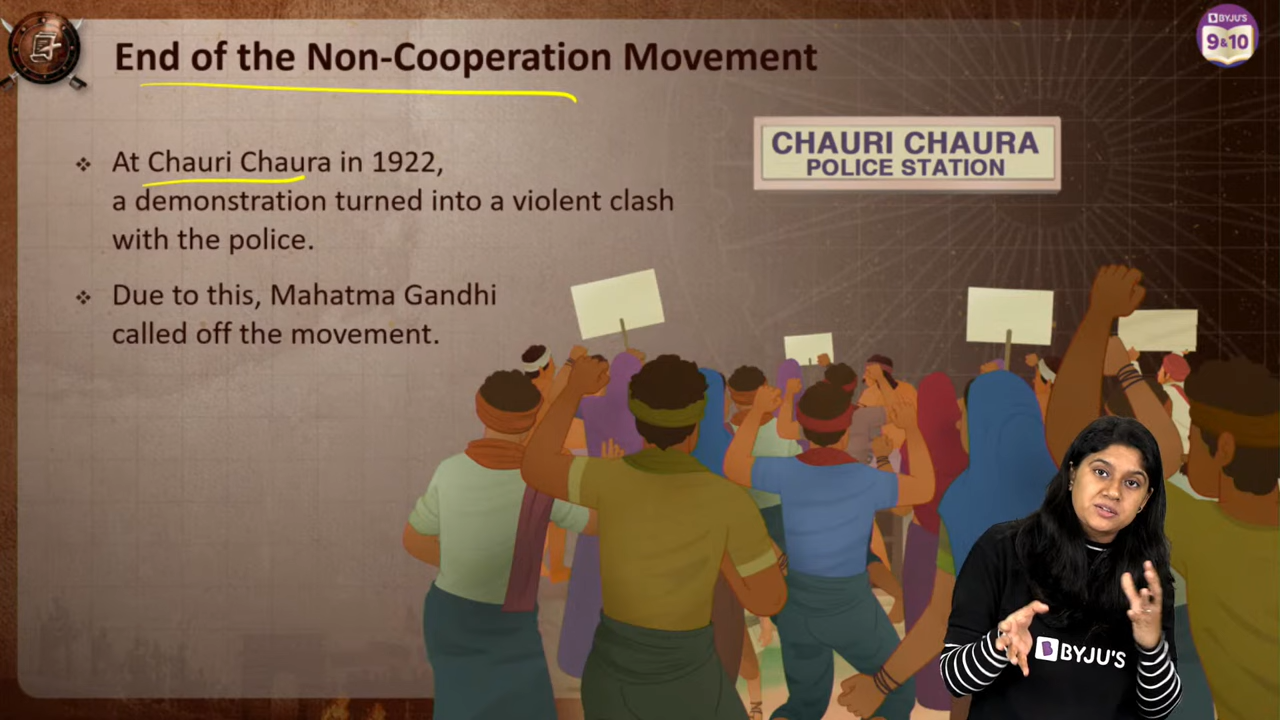 End of the Non-Cooperation Movement
BYJU'S
9&10
CHAURI CHAURA
POLICE STATION
❖ At Chauri Chaura in 1922,
a demonstration turned into a violent clash
with the police.
❖ Due to this, Mahatma Gandhi
called off the movement.
BYJU'S